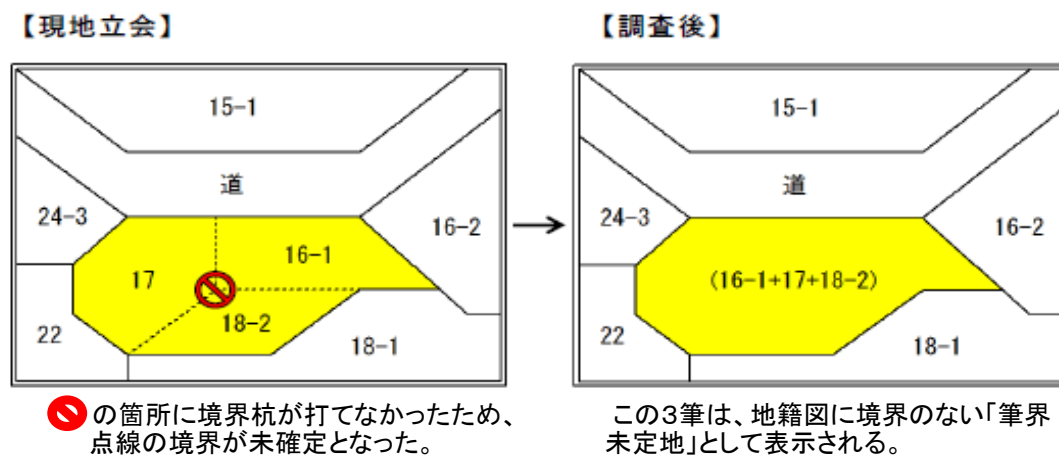 【現地立会】
15-1
道
24-3
16-2
16-1
17
18-2
22
18-1
の箇所に境界杭が打てなかったため、
点線の境界が未確定となった。
【調査後】
15-1
道
24-3
16-2
(16-1+17+18-2)
22
18-1
この3筆は、地籍図に境界のない「筆界
未定地」として表示される。